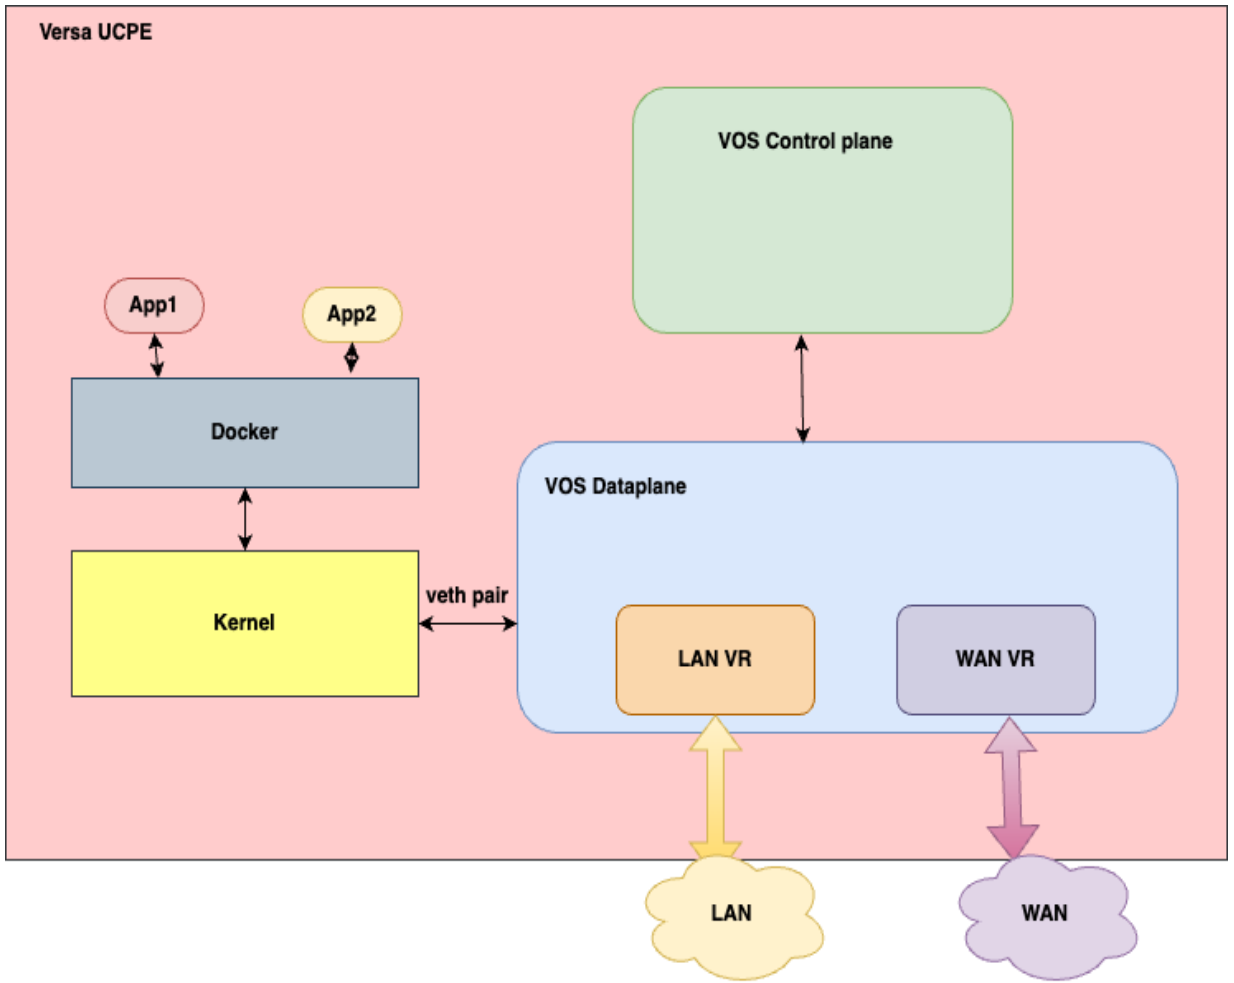 Versa UCPE
VOS Control plane
App1
App2
Docker
VOS Dataplane
veth pair
Kernel
LAN VR
WAN VR
LAN
WAN